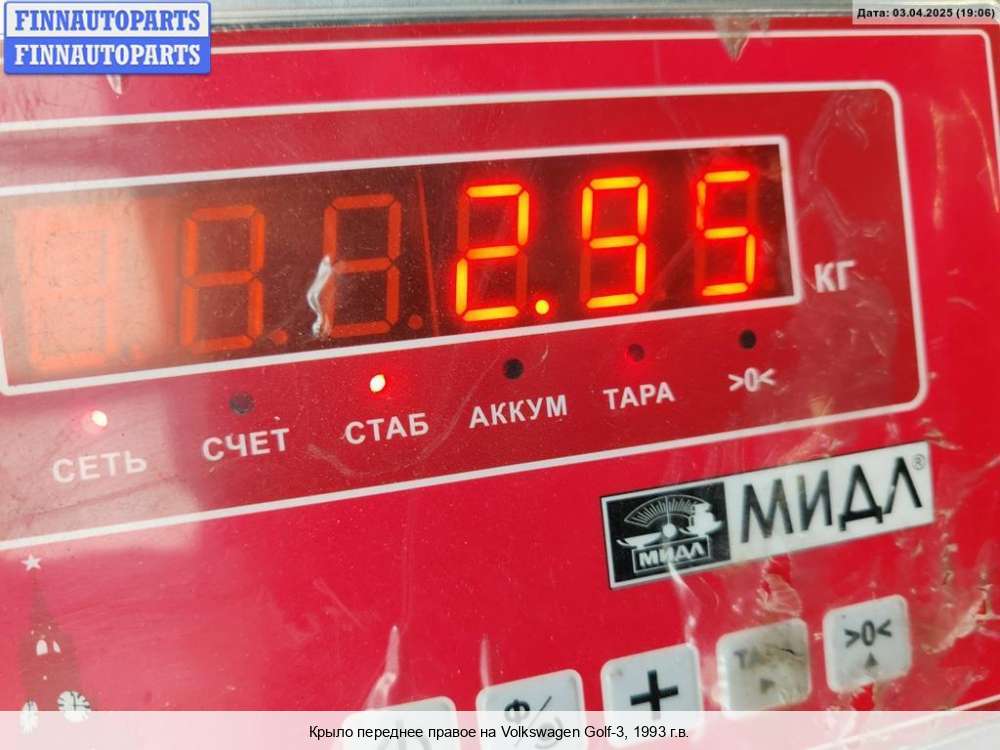 FINNAUTOPARTS
FINNAUTOPARTS
Дата: 03.04.2025 (19:06)
2.95
КГ
СЕТЬ
СЧЕТ
СТАБ
АККУМ
ТАРА
>0<
МИДЛ
МИДЛ®
>0<
+
Крыло переднее правое на Volkswagen Golf-3, 1993 г.в.